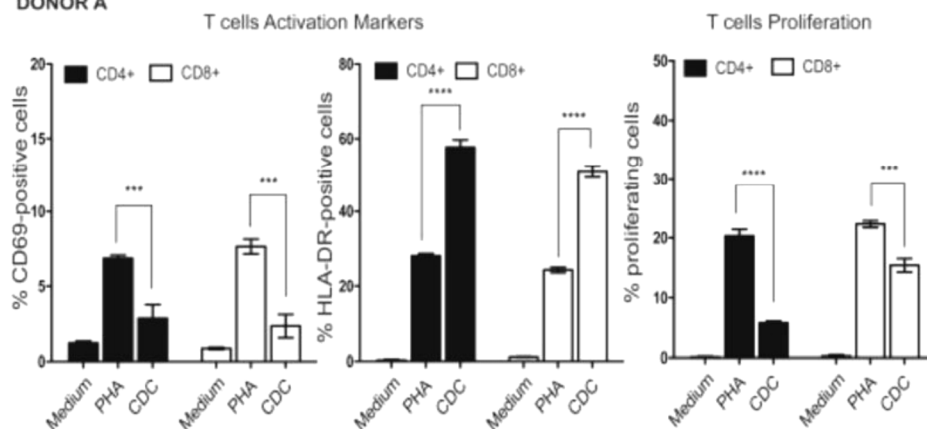 DONOR A
T cells Activation Markers
T cells Proliferation
20
15
10
5
0
% CD69-positive cells
CD4+ CD8+
***
***
Medium PHA CDC Medium PHA CDC
80
60
40
20
0
% HLA-DR-positive cells
CD4+ CD8+
****
****
Medium PHA CDC Medium PHA CDC
50
40
30
20
10
0
% proliferating cells
CD4+ CD8+
****
***
Medium PHA CDC Medium PHA CDC